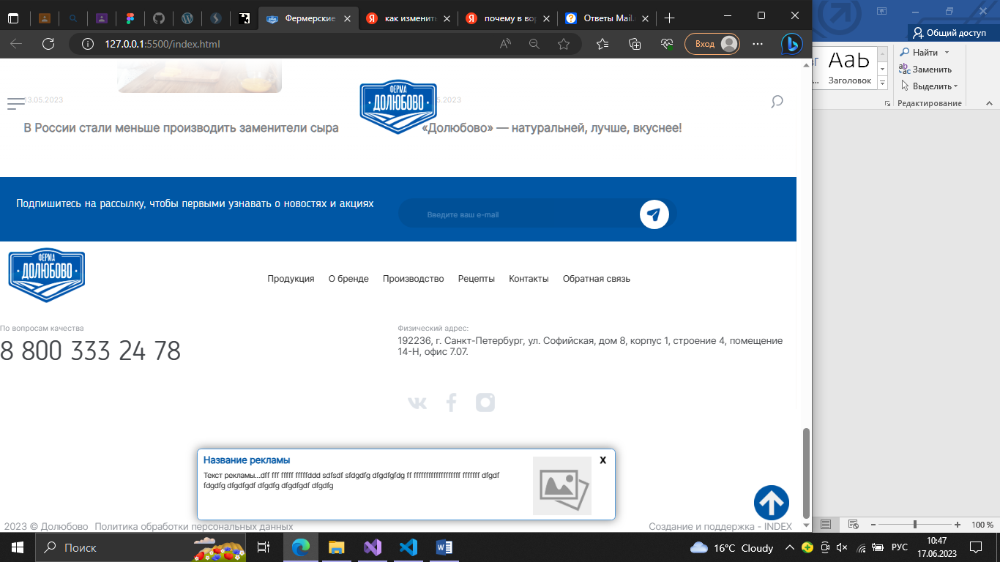 Фермерские
как изменить
почему в вор
Ответы Mail.
127.0.0.1:5500/index.html
Вход
Общий доступ
Найти
Заменить
Выделить
Редактирование
АаЬ
Заголовок
13.05.2023
ФЕРМА
ДОЛЮБОВО
5.2023
В России стали меньше производить заменители сыра
«Долюбово» — натуральней, лучше, вкуснее!
Подпишитесь на рассылку, чтобы первыми узнавать о новостях и акциях
Введите ваш e-mail
ФЕРМА
ДОЛЮБОВО
Продукция О бренде Производство Рецепты Контакты Обратная связь
По вопросам качества
8 800 333 24 78
Физический адрес:
192236, г. Санкт-Петербург, ул. Софийская, дом 8, корпус 1, строение 4, помещение
14-Н, офис 7.07.
Название рекламы
X
Текст рекламы...dff fff fffff fffffddd sdfsdf sfdgdfg dfgdfgfdg ff fffffffffffffffffff fffffff dfgdf
fdgdfg dfgdfgdf dfgdfg dfgdfgdf dfgdfg
2023 © Долюбово Политика обработки персональных данных
Создание и поддержка - INDEX
100 %
Поиск
16°C Cloudy
РУС
10:47
17.06.2023